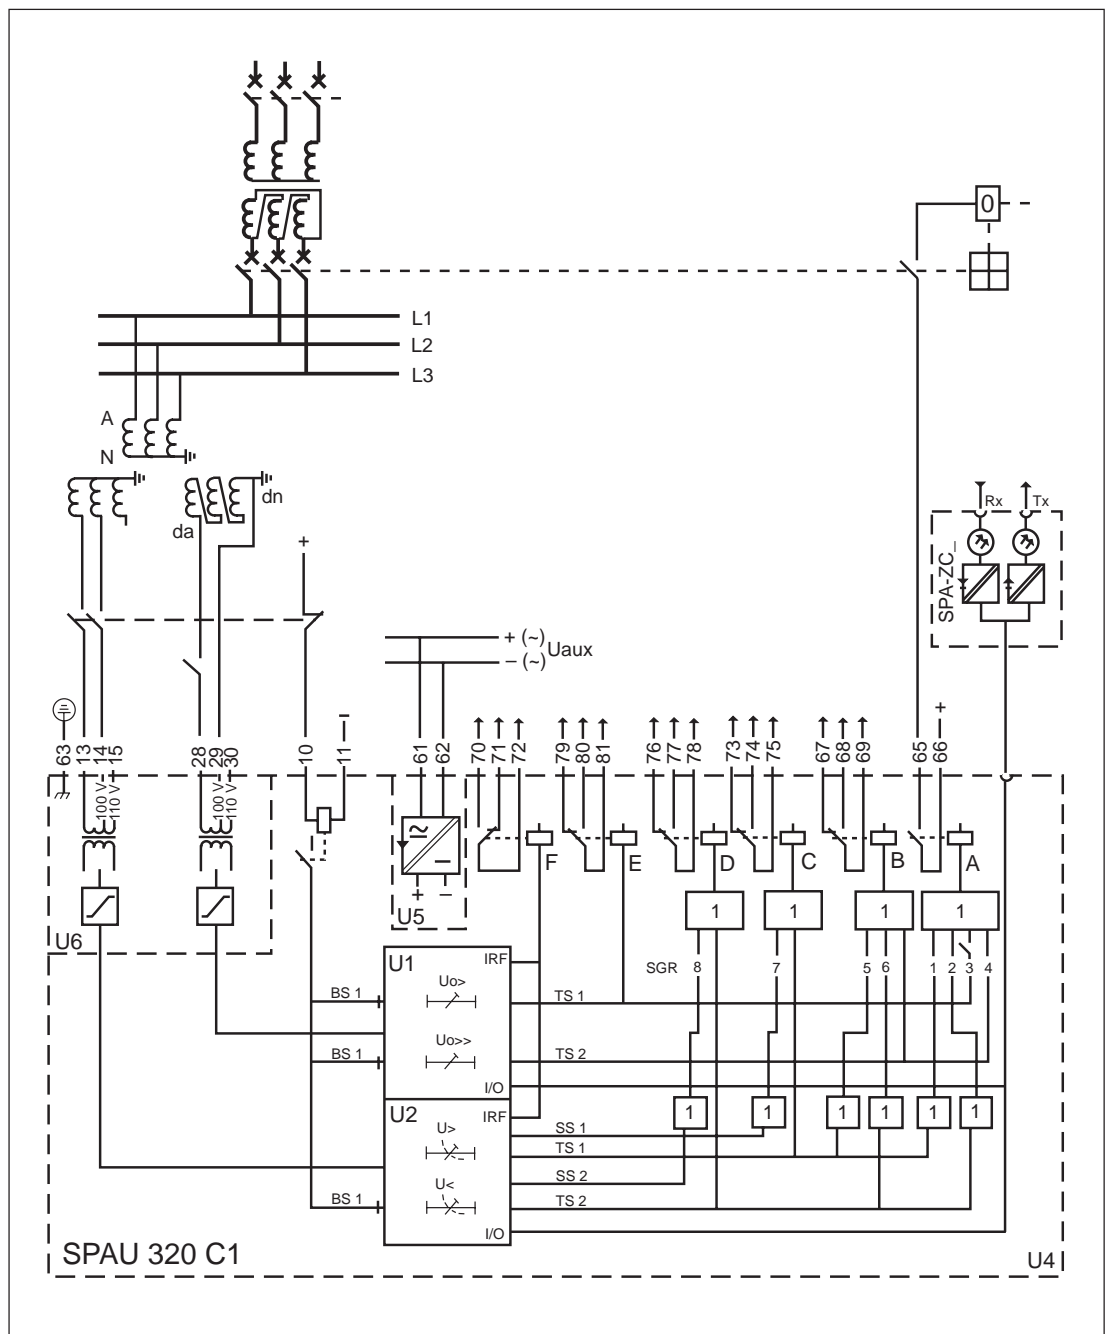 0
L1
L2
L3
A
N
dn
da
+
Rx Tx
SPA-ZC_
+ (~)
– (~)
Uaux
63 13 14 15 28 29 30 10 11 –
61 62 70 71 72 79 80 81 76 77 78 73 74 75 67 68 69 65 66 +
100 V
110 V
100 V
110 V
+ –
U5
U6
F E D C B A
1 1 1 1
SGR 8 7 5 6 1 2 3 4
U1
IRF
Uo>
BS 1
TS 1
Uo>>
BS 1
TS 2
I/O
U2
IRF
1 1 1 1 1 1
U>
SS 1
TS 1
U<
SS 2
BS 1
TS 2
I/O
SPAU 320 C1
U4